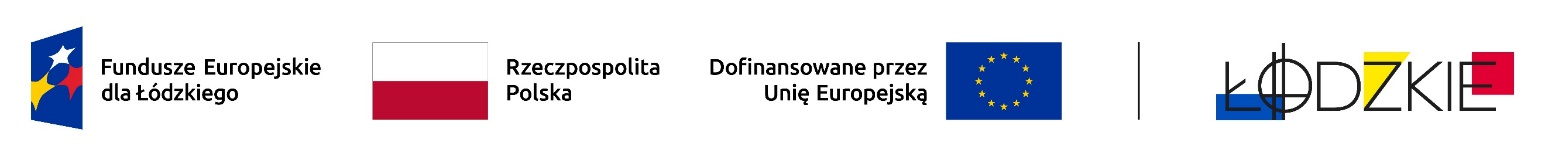 Fundusze Europejskie
dla Łódzkiego
Rzeczpospolita
Polska
Dofinansowane przez
Unię Europejską
ŁÓDZKIE